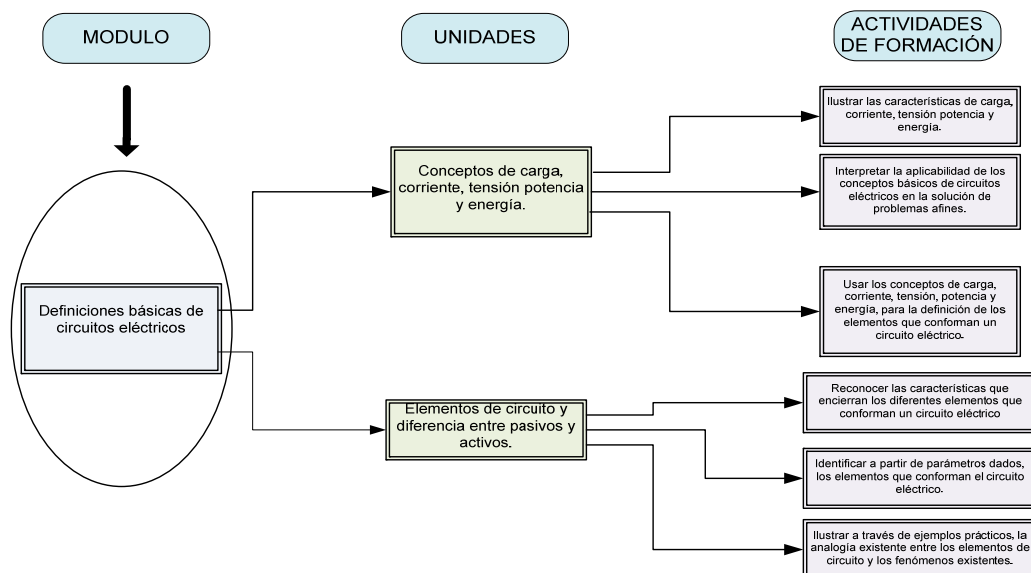 MODULO
UNIDADES
ACTIVIDADES
DE FORMACIÓN
Definiciones básicas de
circuitos eléctricos
Conceptos de carga,
corriente, tensión potencia
y energía.
Ilustrar las características de carga,
corriente, tensión potencia y
energía.
Interpretar la aplicabilidad de los
conceptos básicos de circuitos
eléctricos en la solución de
problemas afines.
Usar los conceptos de carga,
corriente, tensión, potencia y
energía, para la definición de los
elementos que conforman un
circuito eléctrico.
Elementos de circuito y
diferencia entre pasivos y
activos.
Reconocer las características que
encierran los diferentes elementos que
conforman un circuito eléctrico
Identificar a partir de parámetros dados,
los elementos que conforman el circuito
eléctrico.
Ilustrar a través de ejemplos prácticos, la
analogía existente entre los elementos de
circuito y los fenómenos existentes.